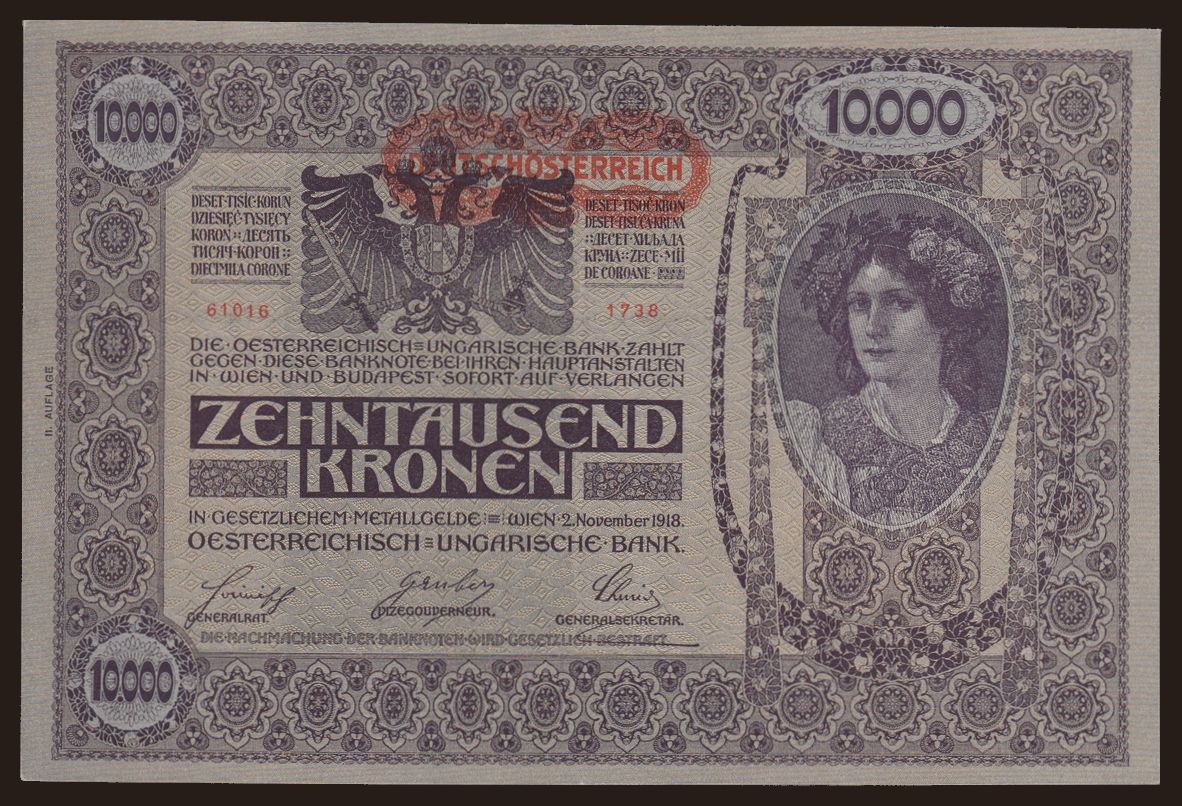 10.000
10.000
DEUTSCHÖSTERREICH
DESET·TISÍC·KORUN
DZIESIĘC·TYSIĘCY
KORON::ДЕСЯТЬ
ТИСЯЧ·КОРОН::
DIECIMILA CORONE
DESET·TISOČ·KRON
DESET·TISUĆA·KRUNA
::ДЕСЕТ·ХИЉАДА
КРУНА::ZECE·MII
DE COROANE·
61016
1738
DIE·OESTERREICHISCH=UNGARISCHE·BANK·ZAHLT
GEGEN·DIESE·BANKNOTE·BEI·IHREN·HAUPTANSTALTEN
IN·WIEN·UND·BUDAPEST·SOFORT·AUF·VERLANGEN
ZEHNTAUSEND
KRONEN
IN·GESETZLICHEM·METALLGELDE·WIEN·2.November 1918.
OESTERREICHISCH=UNGARISCHE·BANK.
Gruber
GENERALRAT.
VIZEGOUVERNEUR.
GENERALSEKRETÄR.
DIE·NACHMACHUNG·DER·BANKNOTEN·WIRD·GESETZLICH·BESTRAFT.
10.000
II. AUFLAGE